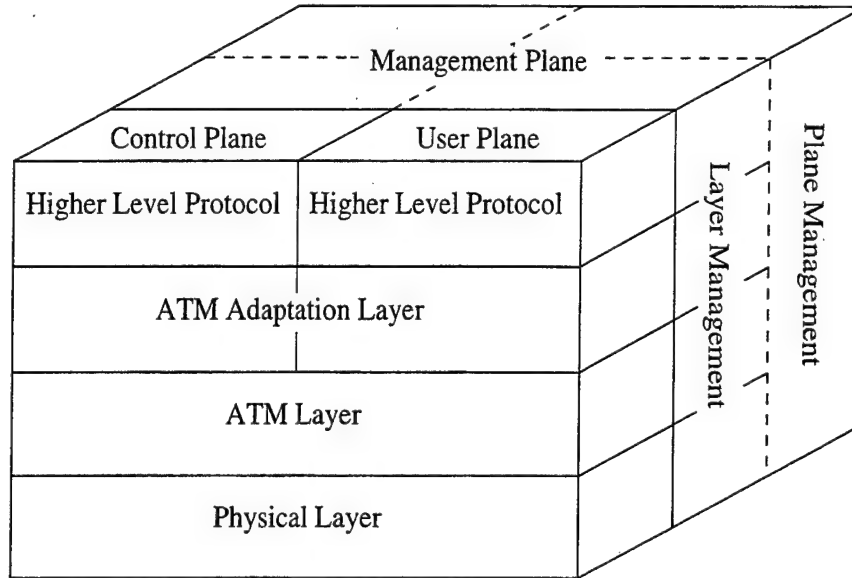 Management Plane
Control Plane
User Plane
Higher Level Protocol
Higher Level Protocol
ATM Adaptation Layer
ATM Layer
Physical Layer
Layer Management
Plane Management